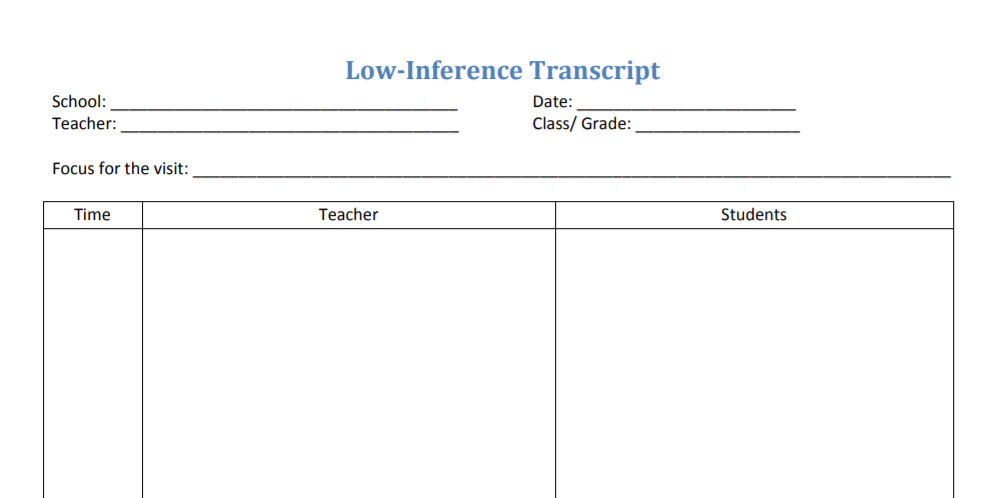 Low-Inference Transcript
School: ______________________________________ Date: ________________________
Teacher: _____________________________________ Class/ Grade: __________________
Focus for the visit: ___________________________________________________________________________________
Time Teacher Students